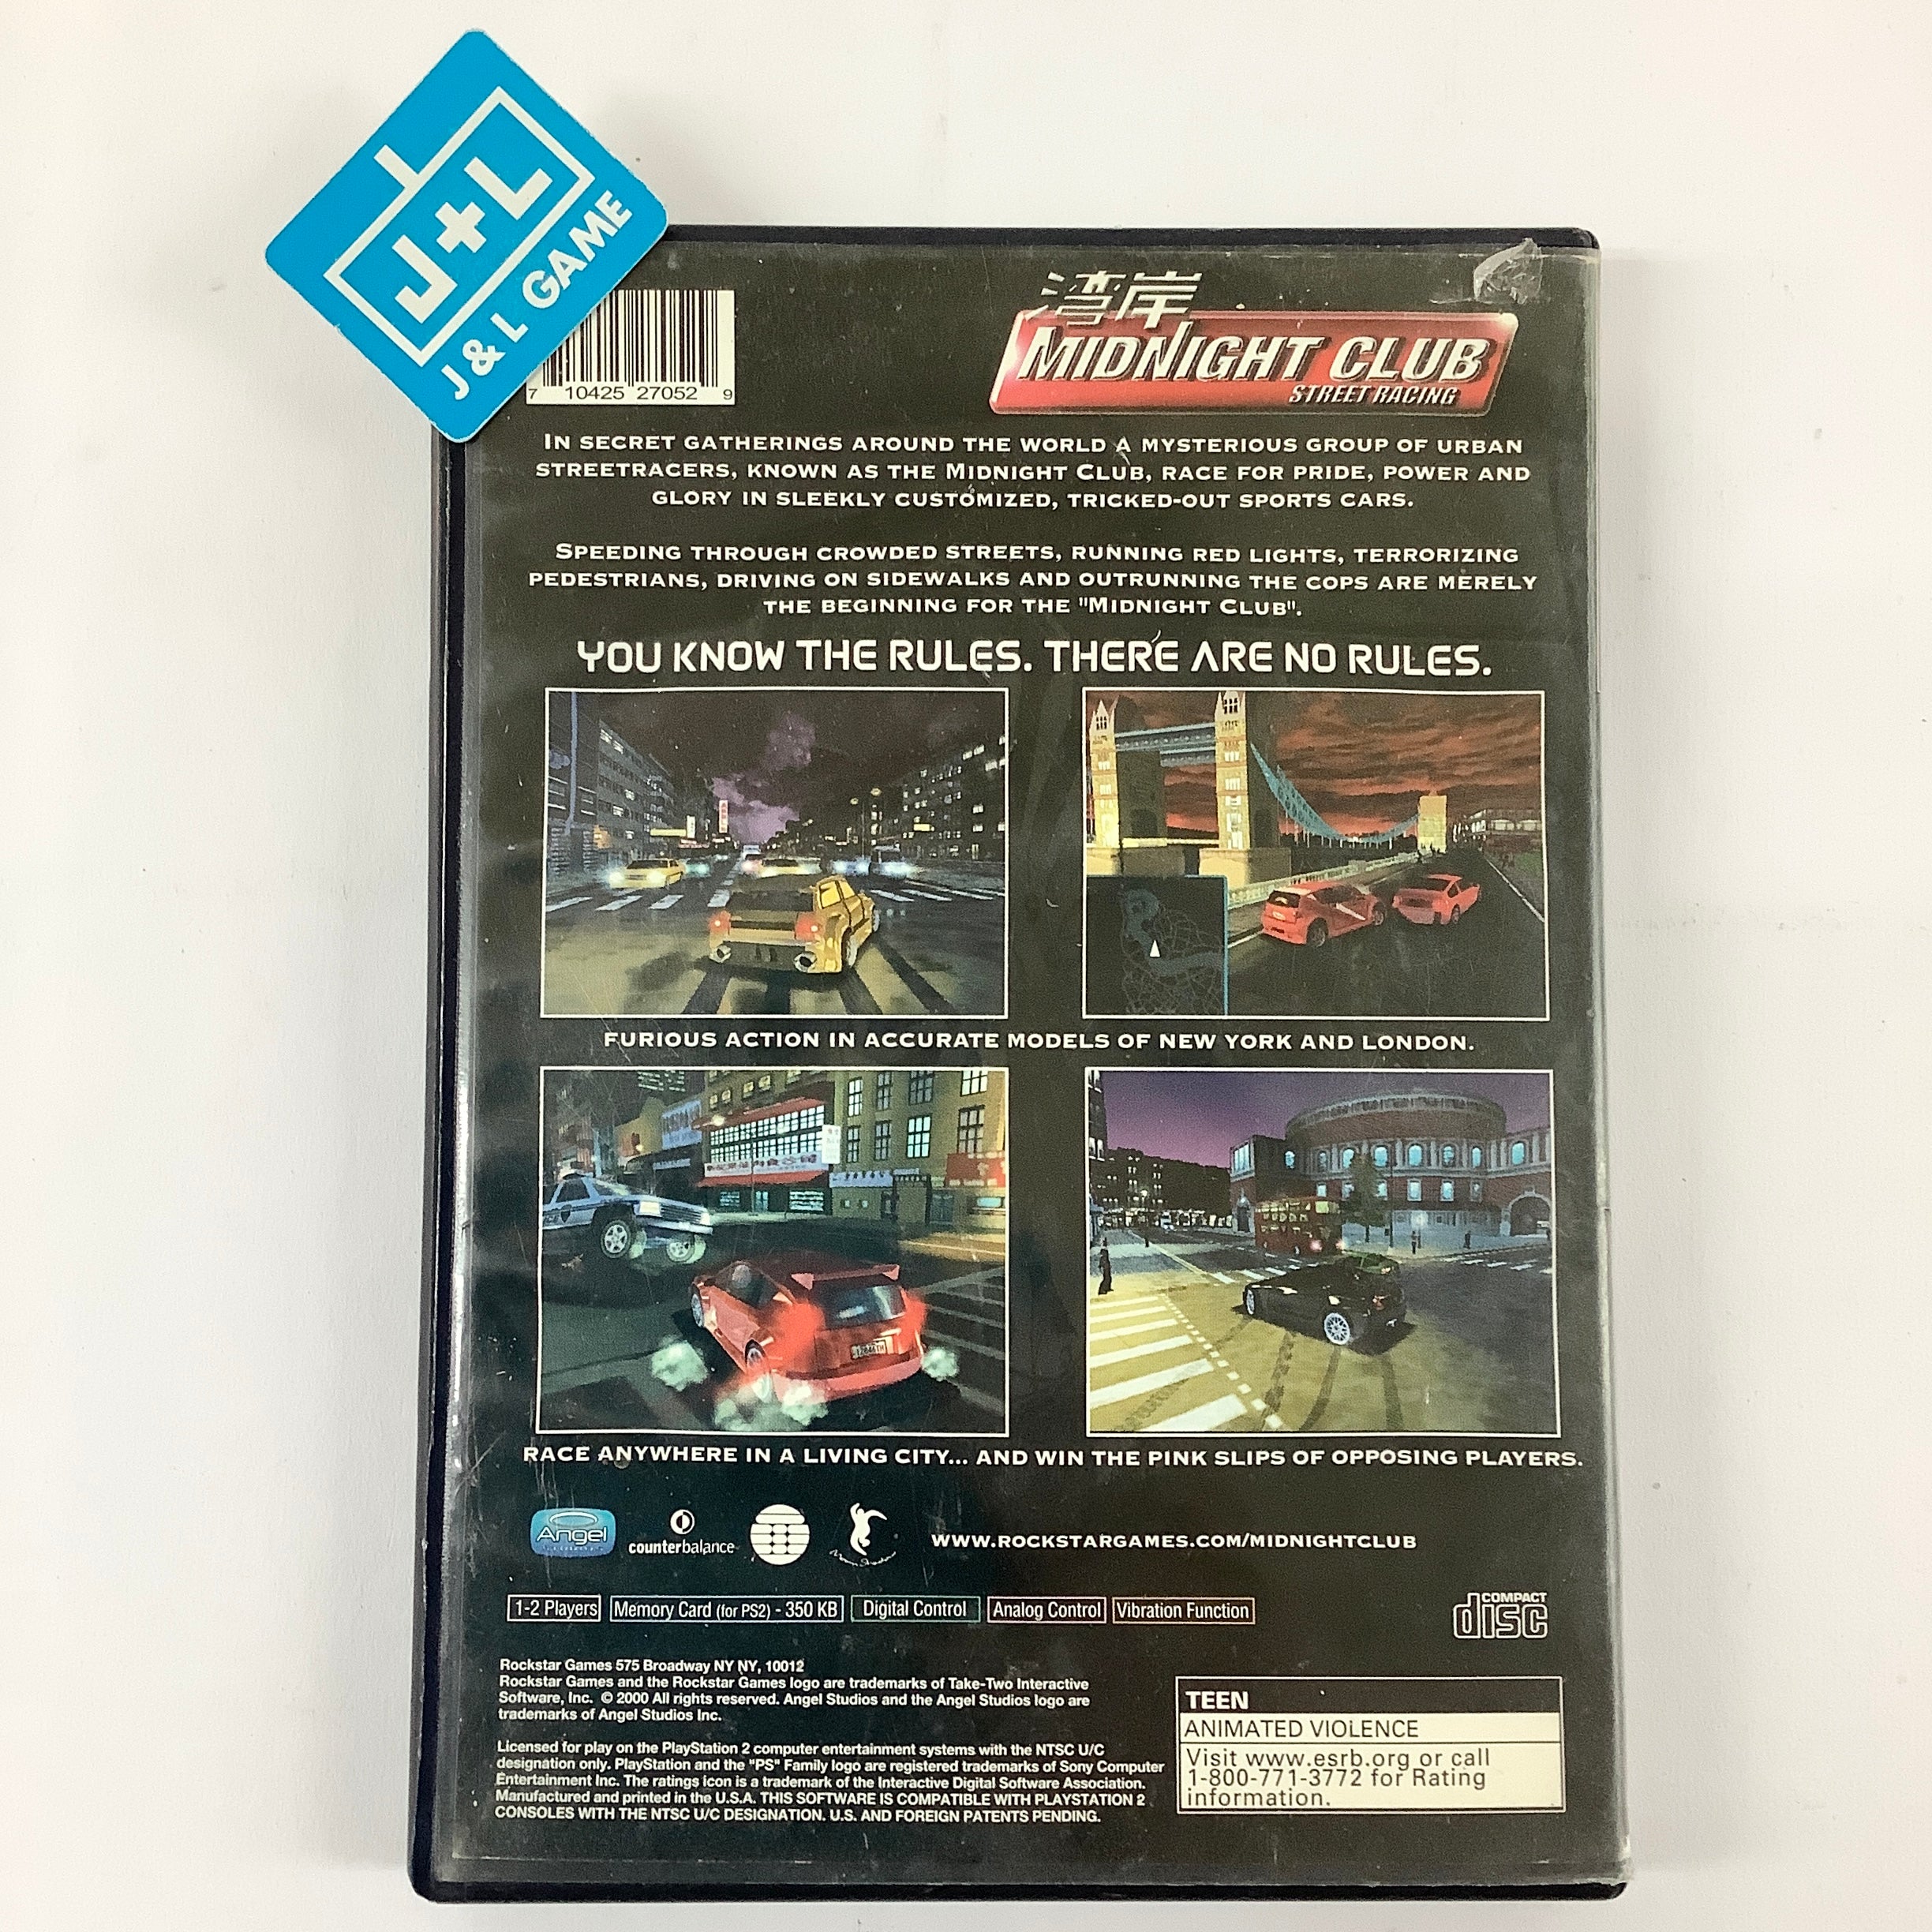 J+L
J & L GAME
7 10425 27052 9
湾岸
MIDNIGHT CLUB
STREET RACING
IN SECRET GATHERINGS AROUND THE WORLD A MYSTERIOUS GROUP OF URBAN
STREETRACERS, KNOWN AS THE MIDNIGHT CLUB, RACE FOR PRIDE, POWER AND
GLORY IN SLEEKLY CUSTOMIZED, TRICKED-OUT SPORTS CARS.
SPEEDING THROUGH CROWDED STREETS, RUNNING RED LIGHTS, TERRORIZING
PEDESTRIANS, DRIVING ON SIDEWALKS AND OUTRUNNING THE COPS ARE MERELY
THE BEGINNING FOR THE "MIDNIGHT CLUB".
YOU KNOW THE RULES. THERE ARE NO RULES.
FURIOUS ACTION IN ACCURATE MODELS OF NEW YORK AND LONDON.
RACE ANYWHERE IN A LIVING CITY... AND WIN THE PINK SLIPS OF OPPOSING PLAYERS.
Angel
counterbalance
WWW.ROCKSTARGAMES.COM/MIDNIGHTCLUB
1-2 Players Memory Card (for PS2) - 350 KB Digital Control Analog Control Vibration Function
COMPACT
disc
Rockstar Games 575 Broadway NY NY, 10012
Rockstar Games and the Rockstar Games logo are trademarks of Take-Two Interactive
Software, Inc. © 2000 All rights reserved. Angel Studios and the Angel Studios logo are
trademarks of Angel Studios Inc.
Licensed for play on the PlayStation 2 computer entertainment systems with the NTSC U/C
designation only. PlayStation and the "PS" Family logo are registered trademarks of Sony Computer
Entertainment Inc. The ratings icon is a trademark of the Interactive Digital Software Association.
Manufactured and printed in the U.S.A. THIS SOFTWARE IS COMPATIBLE WITH PLAYSTATION 2
CONSOLES WITH THE NTSC U/C DESIGNATION. U.S. AND FOREIGN PATENTS PENDING.
TEEN
ANIMATED VIOLENCE
Visit www.esrb.org or call
1-800-771-3772 for Rating
information.